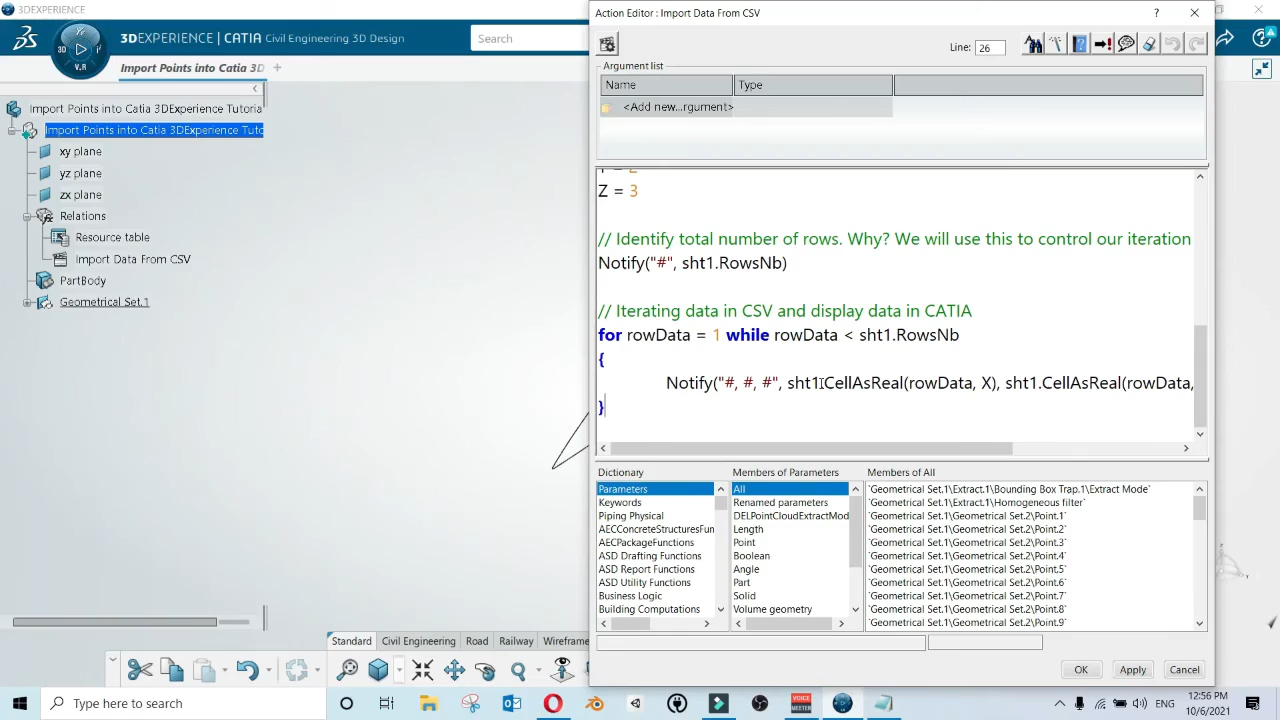 3DEXPERIENCE
3DEXPERIENCE | CATIA Civil Engineering 3D Design
Search
Import Points into Catia 3D
Import Points into Catia 3DExperience Tutoria
Import Points into Catia 3DExperience Tuto
xy plane
yz plane
zx plane
Relations
Resource table
Import Data From CSV
PartBody
Geometrical Set.1
Action Editor : Import Data From CSV
Line: 26
Argument list
Name Type
<Add new...rgument>
Z = 3
// Identify total number of rows. Why? We will use this to control our iteration
Notify("#", sht1.RowsNb)
// Iterating data in CSV and display data in CATIA
for rowData = 1 while rowData < sht1.RowsNb
{
Notify("#, #, #", sht1.CellAsReal(rowData, X), sht1.CellAsReal(rowData,
}
Dictionary Members of Parameters Members of All
Parameters
Keywords
Piping Physical
AECConcreteStructuresFun
AECPackageFunctions
ASD Drafting Functions
ASD Report Functions
ASD Utility Functions
Business Logic
Building Computations
All
Renamed parameters
DELPointCloudExtractMod
Length
Point
Boolean
Angle
Part
Solid
Volume geometry
`Geometrical Set.1\Extract.1\Bounding Box Trap.1\Extract Mode`
`Geometrical Set.1\Extract.1\Homogeneous filter`
`Geometrical Set.1\Geometrical Set.2\Point.1`
`Geometrical Set.1\Geometrical Set.2\Point.2`
`Geometrical Set.1\Geometrical Set.2\Point.3`
`Geometrical Set.1\Geometrical Set.2\Point.4`
`Geometrical Set.1\Geometrical Set.2\Point.5`
`Geometrical Set.1\Geometrical Set.2\Point.6`
`Geometrical Set.1\Geometrical Set.2\Point.7`
`Geometrical Set.1\Geometrical Set.2\Point.8`
`Geometrical Set.1\Geometrical Set.2\Point.9`
OK Apply Cancel
Standard Civil Engineering Road Railway Wirefram
Type here to search
ENG
12:56 PM
10/6/2021